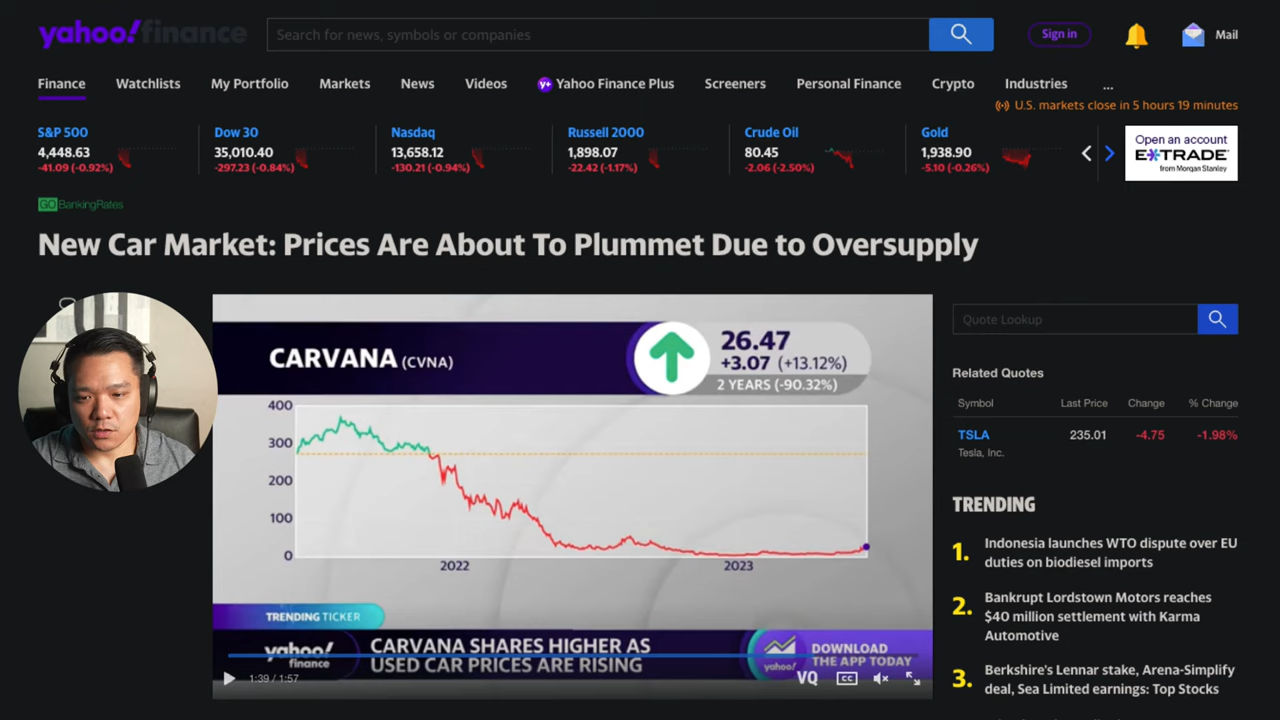 yahoo!finance
Search for news, symbols or companies
Sign in
Mail
Finance
Watchlists
My Portfolio
Markets
News
Videos
y+ Yahoo Finance Plus
Screeners
Personal Finance
Crypto
Industries
...
U.S. markets close in 5 hours 19 minutes
S&P 500
4,448.63
-41.09 (-0.92%)
Dow 30
35,010.40
-297.23 (-0.84%)
Nasdaq
13,658.12
-130.21 (-0.94%)
Russell 2000
1,898.07
-22.42 (-1.17%)
Crude Oil
80.45
-2.06 (-2.50%)
Gold
1,938.90
-5.10 (-0.26%)
Open an account
E*TRADE
from Morgan Stanley
GOBankingRates
New Car Market: Prices Are About To Plummet Due to Oversupply
CARVANA (CVNA)
26.47
+3.07 (+13.12%)
2 YEARS (-90.32%)
400
300
200
100
0
2022
2023
TRENDING TICKER
yahoo!
finance
CARVANA SHARES HIGHER AS
USED CAR PRICES ARE RISING
yahoo!
DOWNLOAD
THE APP TODAY
1:39 / 1:57
VQ
CC
Quote Lookup
Related Quotes
Symbol Last Price Change % Change
TSLA 235.01 -4.75 -1.98%
Tesla, Inc.
TRENDING
1. Indonesia launches WTO dispute over EU
duties on biodiesel imports
2. Bankrupt Lordstown Motors reaches
$40 million settlement with Karma
Automotive
3. Berkshire's Lennar stake, Arena-Simplify
deal, Sea Limited earnings: Top Stocks